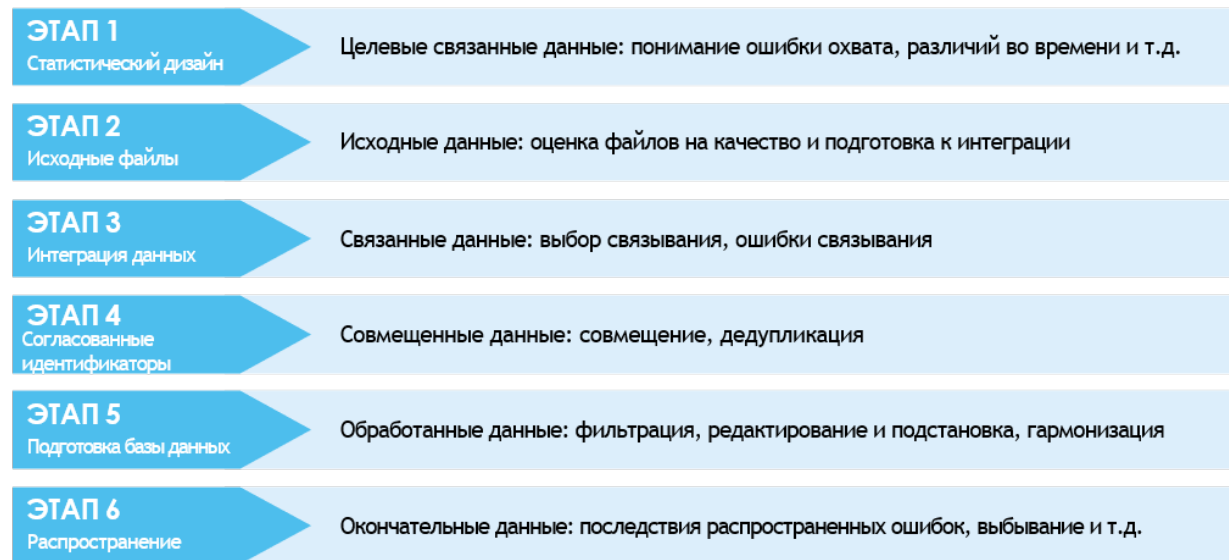 ЭТАП 1
Статистический дизайн
Целевые связанные данные: понимание ошибки охвата, различий во времени и т.д.
ЭТАП 2
Исходные файлы
Исходные данные: оценка файлов на качество и подготовка к интеграции
ЭТАП 3
Интеграция данных
Связанные данные: выбор связывания, ошибки связывания
ЭТАП 4
Согласованные
идентификаторы
Совмещенные данные: совмещение, дедупликация
ЭТАП 5
Подготовка базы данных
Обработанные данные: фильтрация, редактирование и подстановка, гармонизация
ЭТАП 6
Распространение
Окончательные данные: последствия распространенных ошибок, выбывание и т.д.